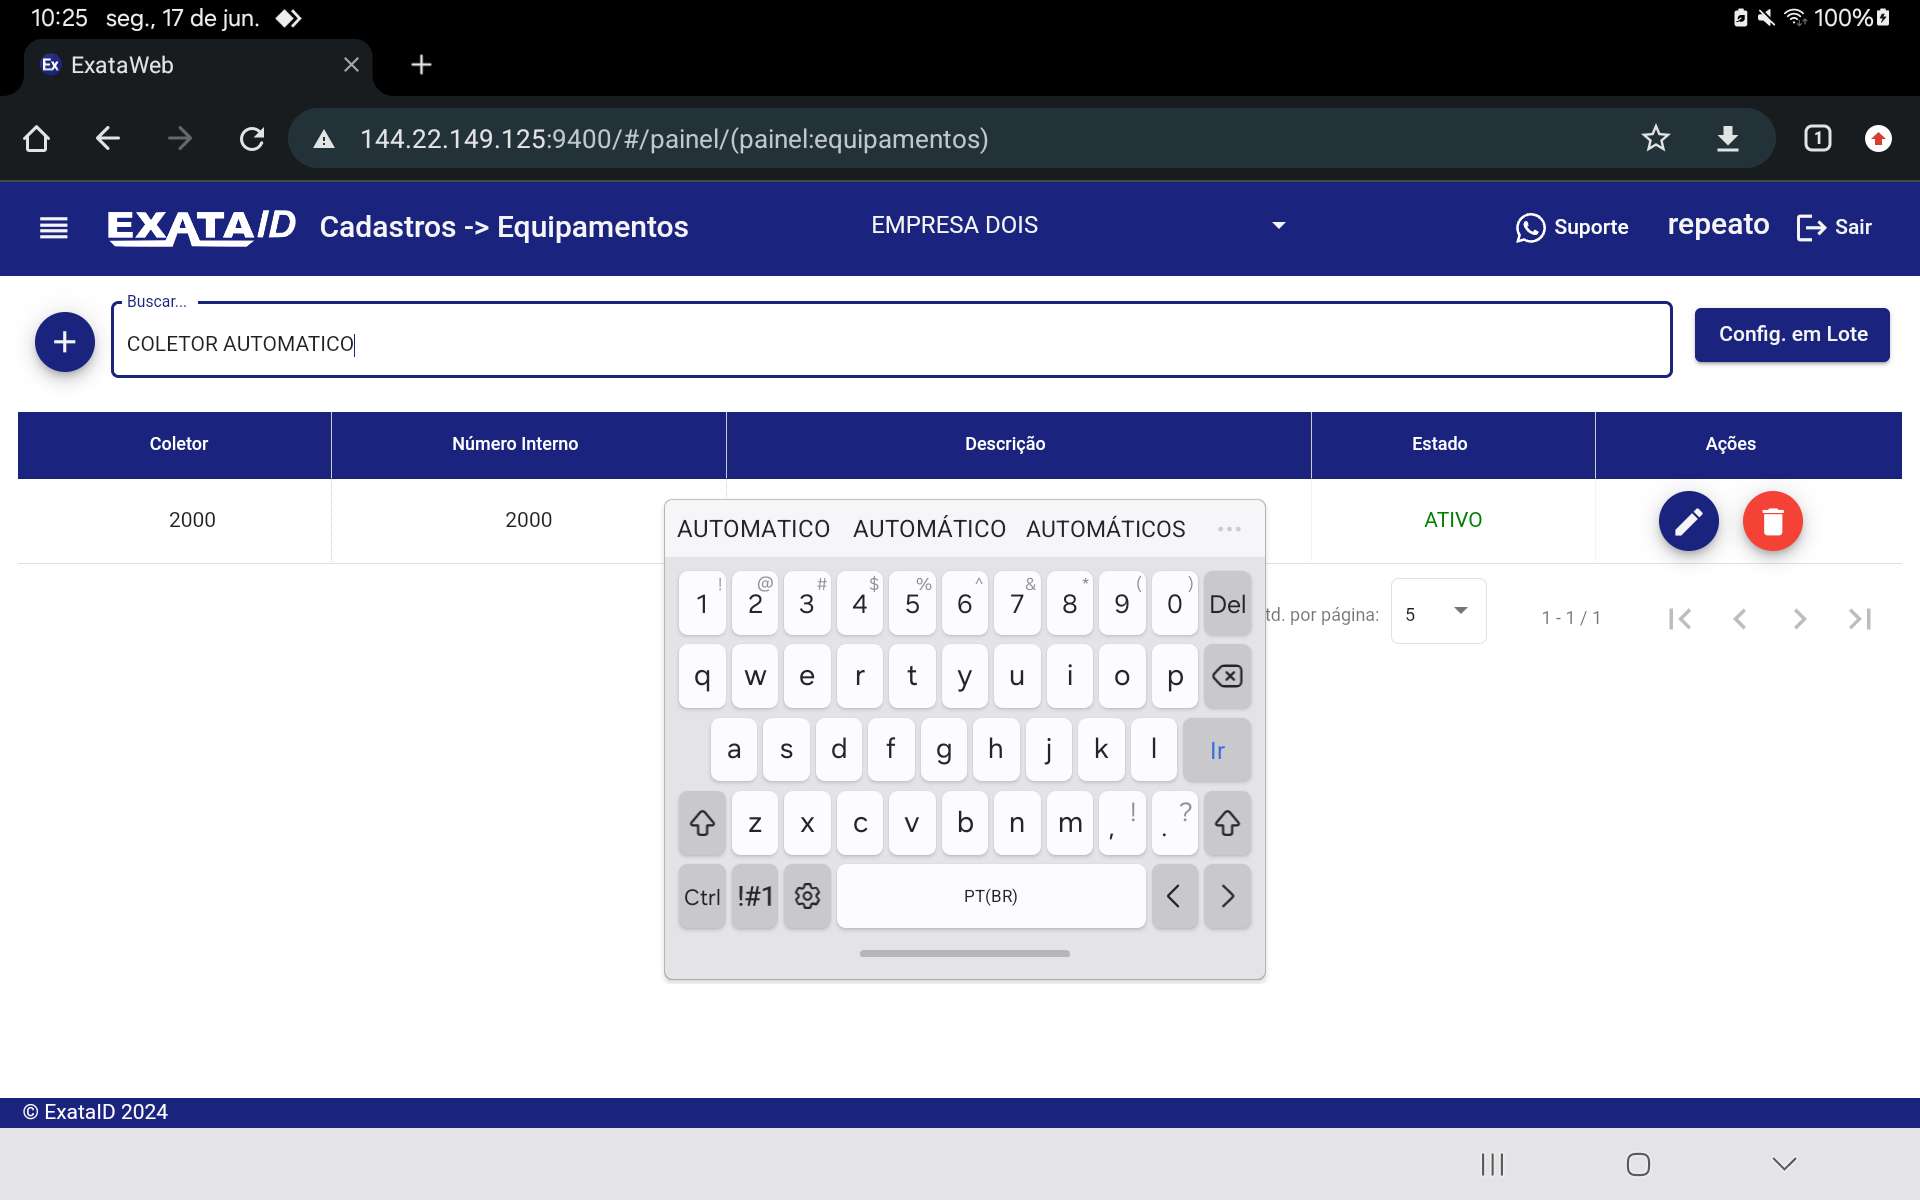 10:25 seg., 17 de jun. 100%
Ex ExataWeb
144.22.149.125:9400/#/painel/(painel:equipamentos) 1
EXATAID Cadastros -> Equipamentos EMPRESA DOIS Suporte repeato Sair
Buscar...
COLETOR AUTOMATICO
Config. em Lote
Coletor Número Interno Descrição Estado Ações
2000 2000 ATIVO
AUTOMATICO AUTOMÁTICO AUTOMÁTICOS ...
! @ # $ % ^ & * ( )
1 2 3 4 5 6 7 8 9 0 Del
td. por página: 5 1 - 1 / 1
q w e r t y u i o p
a s d f g h j k l Ir
z x c v b n m , ! . ?
Ctrl !#1 PT(BR) < >
© ExataID 2024